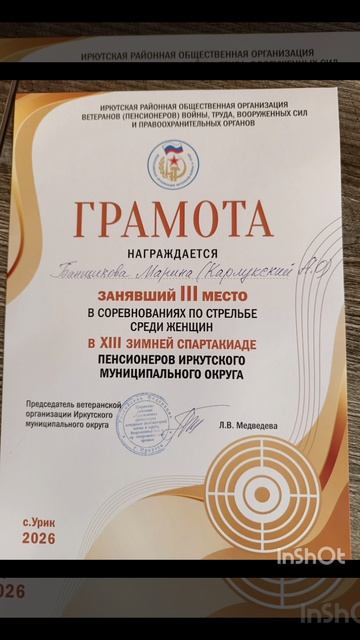 ИРКУТСКАЯ РАЙОННАЯ ОБЩЕСТВЕННАЯ ОРГАНИЗАЦИЯ
ИРКУТСКАЯ РАЙОННАЯ ОБЩЕСТВЕННАЯ ОРГАНИЗАЦИЯ
ВЕТЕРАНОВ (ПЕНСИОНЕРОВ) ВОЙНЫ, ТРУДА, ВООРУЖЕННЫХ СИЛ
И ПРАВООХРАНИТЕЛЬНЫХ ОРГАНОВ
ГРАМОТА
НАГРАЖДАЕТСЯ
Банщикова Марина (Карлукский А.О)
ЗАНЯВШИЙ III МЕСТО
В СОРЕВНОВАНИЯХ ПО СТРЕЛЬБЕ
СРЕДИ ЖЕНЩИН
В XIII ЗИМНЕЙ СПАРТАКИАДЕ
ПЕНСИОНЕРОВ ИРКУТСКОГО
МУНИЦИПАЛЬНОГО ОКРУГА
Председатель ветеранской
организации Иркутского
муниципального округа
Л.В. Медведева
с.Урик
2026
InShOt
026
InShOt